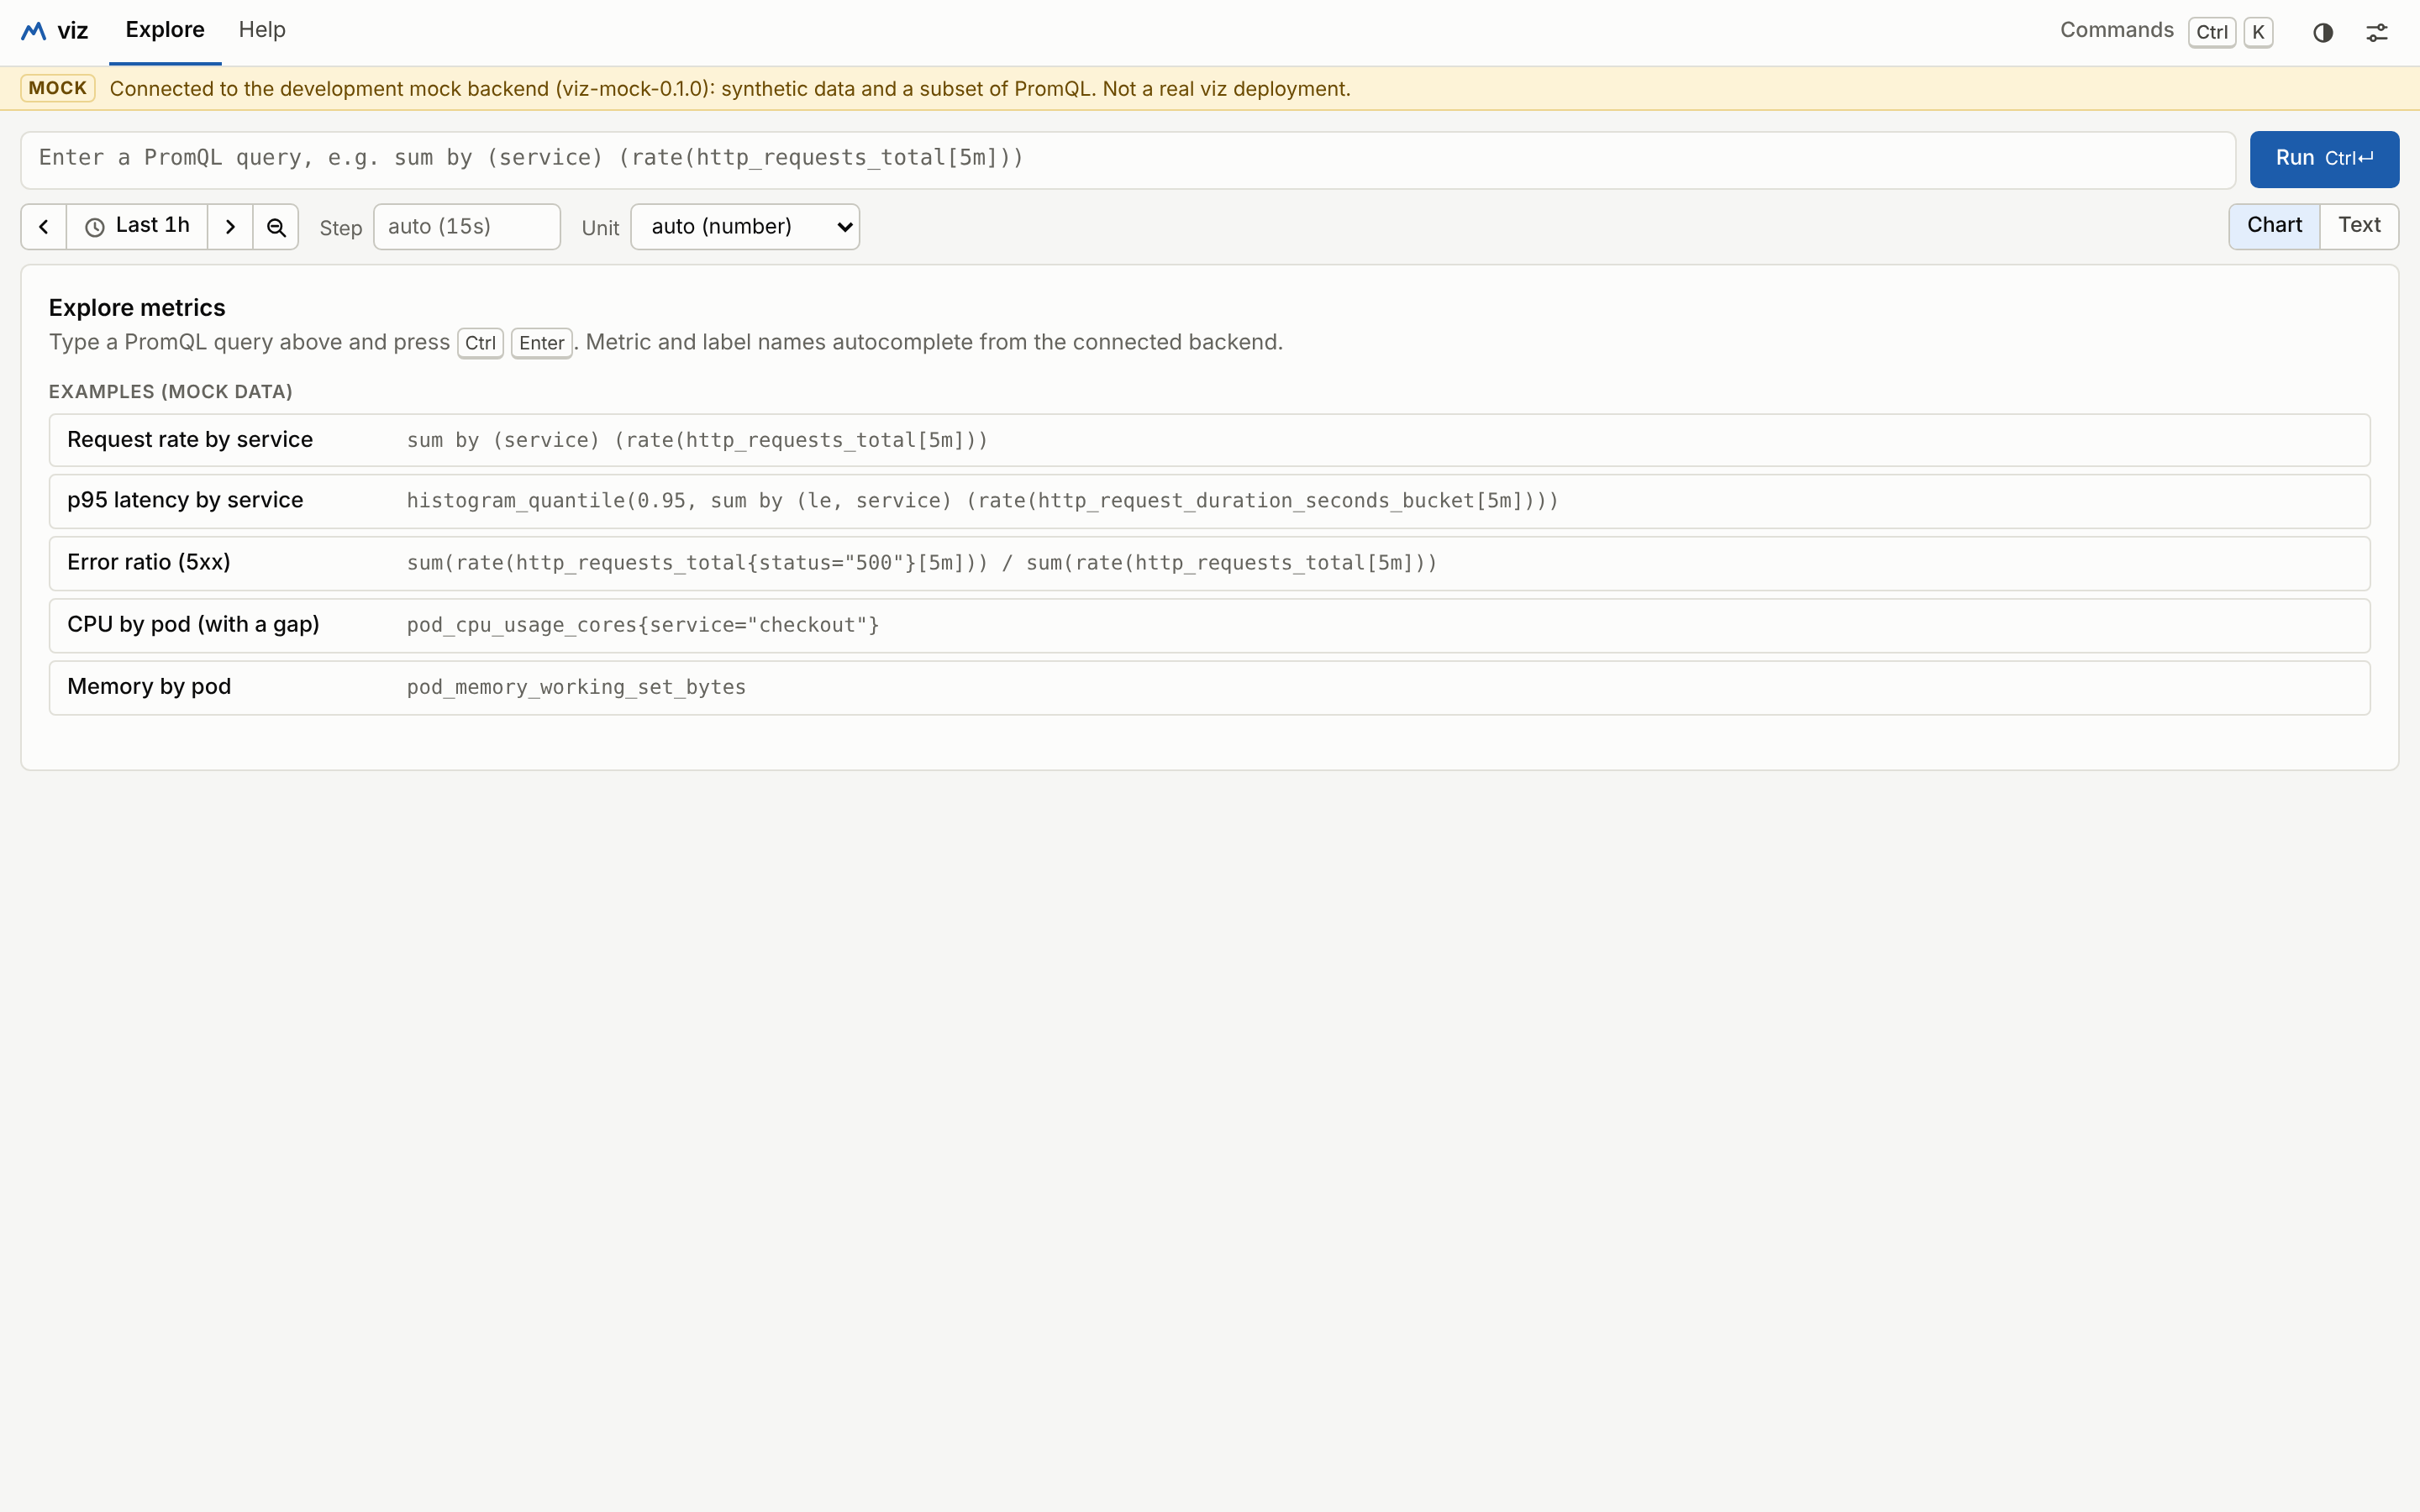 viz Explore Help Commands Ctrl K
MOCK Connected to the development mock backend (viz-mock-0.1.0): synthetic data and a subset of PromQL. Not a real viz deployment.
Enter a PromQL query, e.g. sum by (service) (rate(http_requests_total[5m])) Run Ctrl↵
Last 1h Step auto (15s) Unit auto (number) Chart Text
Explore metrics
Type a PromQL query above and press Ctrl Enter. Metric and label names autocomplete from the connected backend.
EXAMPLES (MOCK DATA)
Request rate by service sum by (service) (rate(http_requests_total[5m]))
p95 latency by service histogram_quantile(0.95, sum by (le, service) (rate(http_request_duration_seconds_bucket[5m])))
Error ratio (5xx) sum(rate(http_requests_total{status="500"}[5m])) / sum(rate(http_requests_total[5m]))
CPU by pod (with a gap) pod_cpu_usage_cores{service="checkout"}
Memory by pod pod_memory_working_set_bytes